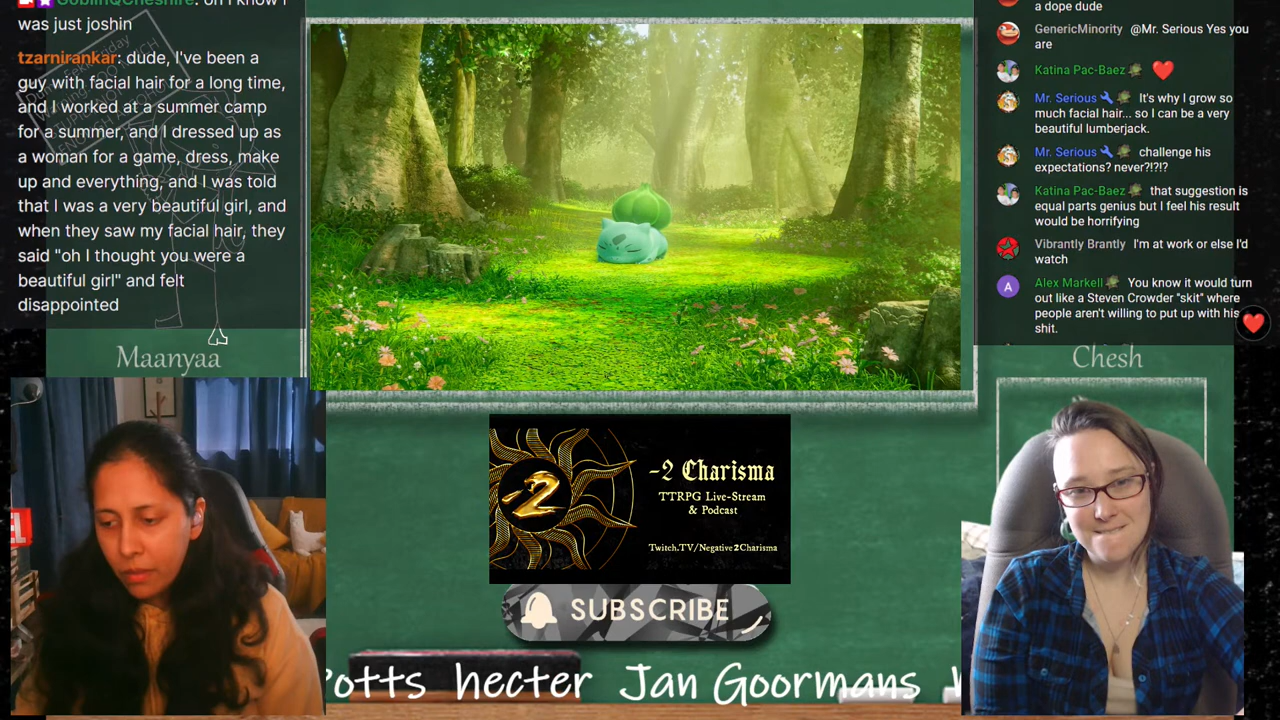 GoblinQCheshire: oh I know I
was just joshin
tzarnirankar: dude, I've been a
guy with facial hair for a long time,
and I worked at a summer camp
for a summer, and I dressed up as
a woman for a game, dress, make
up and everything, and I was told
that I was a very beautiful girl, and
when they saw my facial hair, they
said "oh I thought you were a
beautiful girl" and felt
disappointed
Maanyaa
-2
-2 Charisma
TTRPG Live-Stream
& Podcast
Twitch.TV/Negative2Charisma
SUBSCRIBE
Potts hecter Jan Goormans
a dope dude
GenericMinority @Mr. Serious Yes you
are
Katina Pac-Baez ❤️
Mr. Serious It's why I grow so
much facial hair... so I can be a very
beautiful lumberjack.
Mr. Serious challenge his
expectations? never?!?!?
Katina Pac-Baez that suggestion is
equal parts genius but I feel his result
would be horrifying
Vibrantly Brantly I'm at work or else I'd
watch
A
Alex Markell You know it would turn
out like a Steven Crowder "skit" where
people aren't willing to put up with his
shit.
Chesh